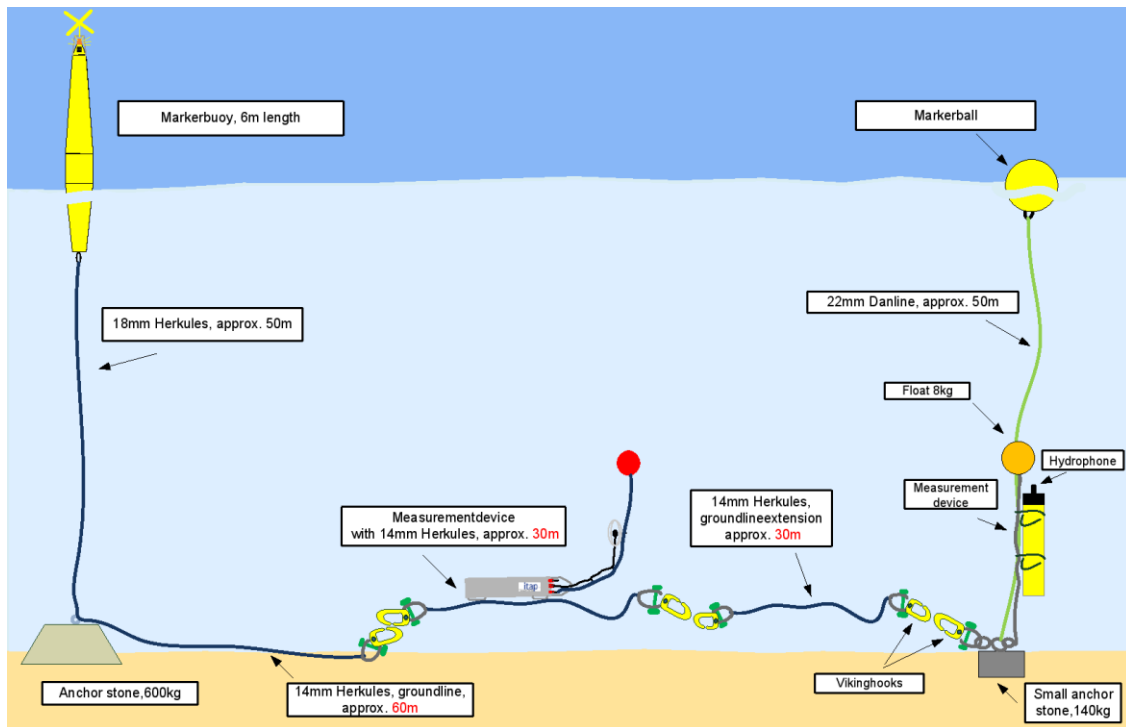 Markerbuoy, 6m length
Markerball
18mm Herkules, approx. 50m
22mm Danline, approx. 50m
Float 8kg
Hydrophone
Measurement
device
Measurementdevice
with 14mm Herkules, approx. 30m
14mm Herkules,
groundlineextension
approx. 30m
itap
Anchor stone,600kg
14mm Herkules, groundline,
approx. 60m
Vikinghooks
Small anchor
stone,140kg